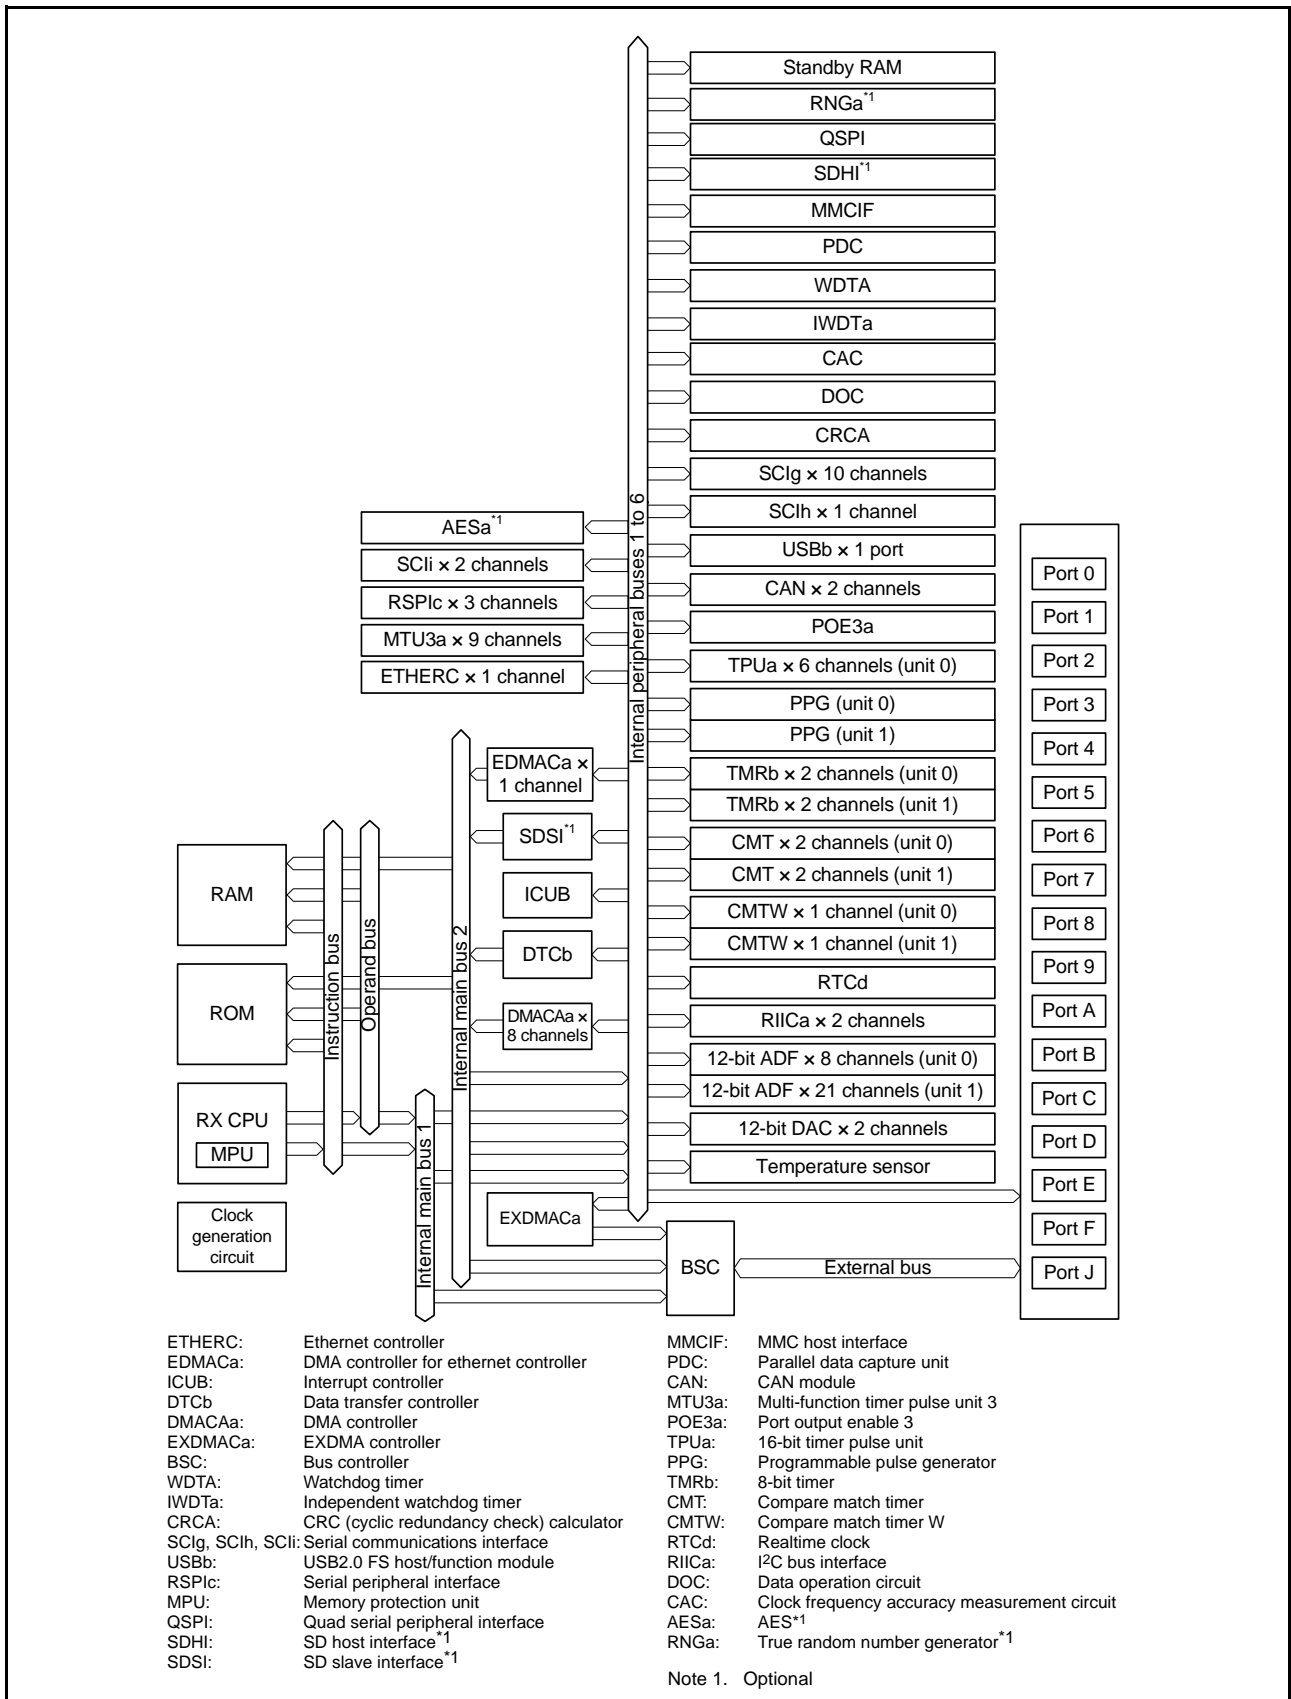 Standby RAM
RNGa*1
QSPI
SDHI*1
MMCIF
PDC
WDTA
IWDTa
CAC
DOC
CRCA
SCIg × 10 channels
SCIh × 1 channel
USBb × 1 port
CAN × 2 channels
POE3a
TPUa × 6 channels (unit 0)
PPG (unit 0)
PPG (unit 1)
TMRb × 2 channels (unit 0)
TMRb × 2 channels (unit 1)
CMT × 2 channels (unit 0)
CMT × 2 channels (unit 1)
CMTW × 1 channel (unit 0)
CMTW × 1 channel (unit 1)
RTCd
RIICa × 2 channels
12-bit ADF × 8 channels (unit 0)
12-bit ADF × 21 channels (unit 1)
12-bit DAC × 2 channels
Temperature sensor
Internal peripheral buses 1 to 6
AESa*1
SCIi × 2 channels
RSPIc × 3 channels
MTU3a × 9 channels
ETHERC × 1 channel
EDMACa ×
1 channel
SDSI*1
ICUB
DTCb
DMACAa ×
8 channels
EXDMACa
Internal main bus 2
Internal main bus 1
Operand bus
Instruction bus
RAM
ROM
RX CPU
MPU
Clock
generation
circuit
BSC
External bus
Port 0
Port 1
Port 2
Port 3
Port 4
Port 5
Port 6
Port 7
Port 8
Port 9
Port A
Port B
Port C
Port D
Port E
Port F
Port J
ETHERC: Ethernet controller
EDMACa: DMA controller for ethernet controller
ICUB: Interrupt controller
DTCb Data transfer controller
DMACAa: DMA controller
EXDMACa: EXDMA controller
BSC: Bus controller
WDTA: Watchdog timer
IWDTa: Independent watchdog timer
CRCA: CRC (cyclic redundancy check) calculator
SCIg, SCIh, SCIi: Serial communications interface
USBb: USB2.0 FS host/function module
RSPIc: Serial peripheral interface
MPU: Memory protection unit
QSPI: Quad serial peripheral interface
SDHI: SD host interface*1
SDSI: SD slave interface*1
MMCIF: MMC host interface
PDC: Parallel data capture unit
CAN: CAN module
MTU3a: Multi-function timer pulse unit 3
POE3a: Port output enable 3
TPUa: 16-bit timer pulse unit
PPG: Programmable pulse generator
TMRb: 8-bit timer
CMT: Compare match timer
CMTW: Compare match timer W
RTCd: Realtime clock
RIICa: I2C bus interface
DOC: Data operation circuit
CAC: Clock frequency accuracy measurement circuit
AESa: AES*1
RNGa: True random number generator*1
Note 1. Optional